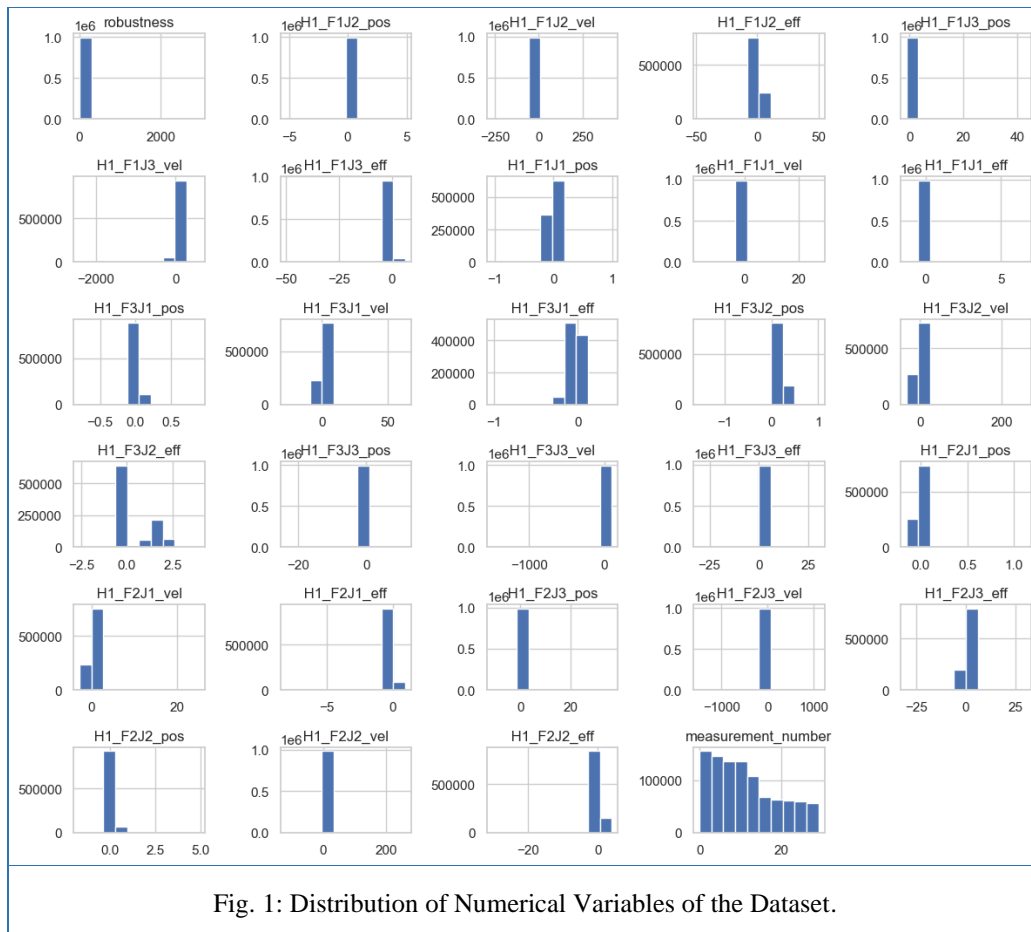 robustness
1e6
1.0
0.5
0.0
0 2000
H1_F1J2_pos
1e6
1.0
0.5
0.0
−5 0 5
H1_F1J2_vel
1e6
1.0
0.5
0.0
−250 0 250
H1_F1J2_eff
500000
0
−50 0 50
H1_F1J3_pos
1e6
1.0
0.5
0.0
0 20 40
H1_F1J3_vel
500000
0
−2000 0
H1_F1J3_eff
1e6
1.0
0.5
0.0
−50 −25 0
H1_F1J1_pos
500000
250000
0
−1 0 1
H1_F1J1_vel
1e6
1.0
0.5
0.0
0 20
H1_F1J1_eff
1e6
1.0
0.5
0.0
0 5
H1_F3J1_pos
500000
0
−0.5 0.0 0.5
H1_F3J1_vel
500000
0
0 50
H1_F3J1_eff
400000
200000
0
−1 0
H1_F3J2_pos
500000
0
−1 0 1
H1_F3J2_vel
500000
0
0 200
H1_F3J2_eff
500000
250000
0
−2.5 0.0 2.5
H1_F3J3_pos
1e6
1.0
0.5
0.0
−20 0
H1_F3J3_vel
1e6
1.0
0.5
0.0
−1000 0
H1_F3J3_eff
1e6
1.0
0.5
0.0
−25 0 25
H1_F2J1_pos
500000
0
0.0 0.5 1.0
H1_F2J1_vel
500000
0
0 20
H1_F2J1_eff
500000
0
−5 0
H1_F2J3_pos
1e6
1.0
0.5
0.0
0 20
H1_F2J3_vel
1e6
1.0
0.5
0.0
−1000 0 1000
H1_F2J3_eff
500000
0
−25 0 25
H1_F2J2_pos
500000
0
0.0 2.5 5.0
H1_F2J2_vel
1e6
1.0
0.5
0.0
0 200
H1_F2J2_eff
500000
0
−20 0
measurement_number
100000
0
0 20
Fig. 1: Distribution of Numerical Variables of the Dataset.